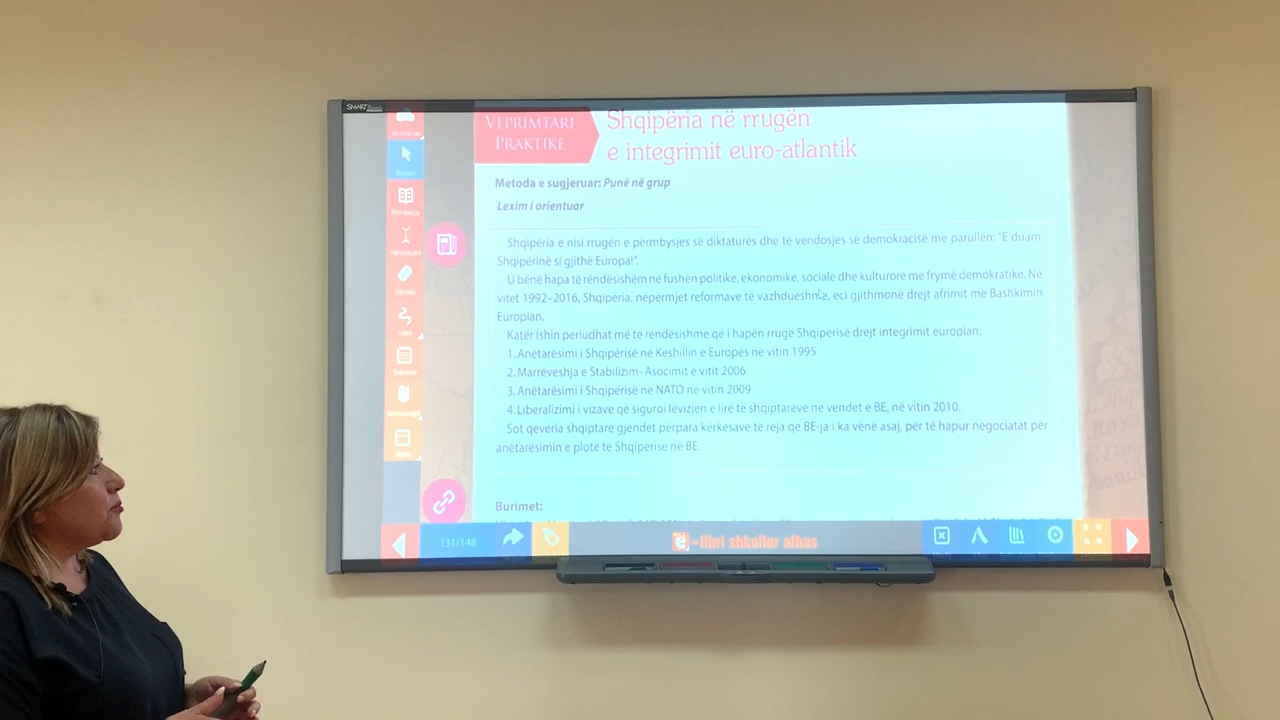 SMART
VEPRIMTARI
PRAKTIKE
Shqipëria në rrugën
e integrimit euro-atlantik
Metoda e sugjeruar: Punë në grup
Lexim i orientuar
Shqipëria e nisi rrugën e përmbysjes së diktaturës dhe të vendosjes së demokracisë me parullën: "E duam
Shqipërinë si gjithë Europa!".
U bënë hapa të rëndësishëm në fushën politike, ekonomike, sociale dhe kulturore me frymë demokratike. Në
vitet 1992–2016, Shqipëria, nëpërmjet reformave të vazhdueshme, eci gjithmonë drejt afrimit me Bashkimin
Europian.
Katër ishin periudhat më të rëndësishme që i hapën rrugë Shqipërisë drejt integrimit europian:
1. Anëtarësimi i Shqipërisë në Këshillin e Europës në vitin 1995
2. Marrëveshja e Stabilizim–Asocimit e vitit 2006
3. Anëtarësimi i Shqipërisë në NATO në vitin 2009
4. Liberalizimi i vizave që siguroi lëvizjen e lirë të shqiptarëve në vendet e BE, në vitin 2010.
Sot qeveria shqiptare gjendet përpara kërkesave të reja që BE-ja i ka vënë asaj, për të hapur negociatat për
anëtarësimin e plotë të Shqipërisë në BE.
Burimet:
131/148
e-libri shkollor albas